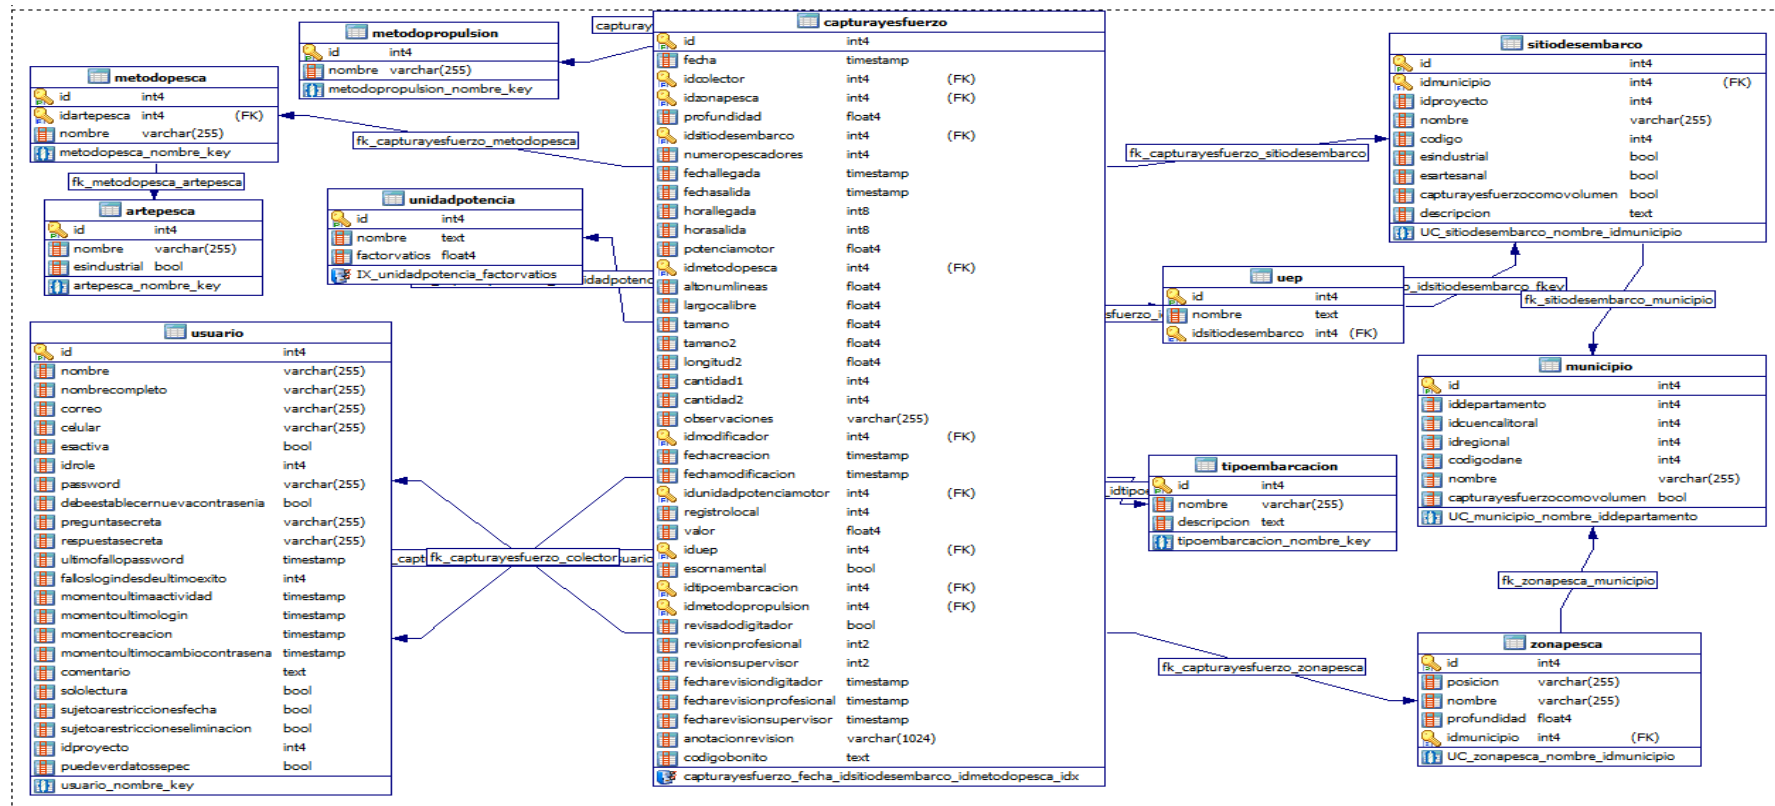 metodopropulsion
id int4
nombre varchar(255)
metodopropulsion_nombre_key
metodopesca
id int4
idartepesca int4 (FK)
nombre varchar(255)
metodopesca_nombre_key
fk_capturayesfuerzo_metodopesca
fk_metodopesca_artepesca
artepesca
id int4
nombre varchar(255)
esindustrial bool
artepesca_nombre_key
unidadpotencia
id int4
nombre text
factorvatios float4
IX_unidadpotencia_factorvatios
idadpotenc
usuario
id int4
nombre varchar(255)
nombrecompleto varchar(255)
correo varchar(255)
celular varchar(255)
esactiva bool
idrole int4
password varchar(255)
debeestablecernuevacontrasenia bool
preguntasecreta varchar(255)
respuestasecreta varchar(255)
ultimofallopassword timestamp
falloslogindesdeultimoexito int4
momentoultimaactividad timestamp
momentoultimologin timestamp
momentocreacion timestamp
momentoultimocambiocontrasena timestamp
comentario text
sololectura bool
sujetoarestriccionesfecha bool
sujetoarestriccioneseliminacion bool
idproyecto int4
puedeverdatossepec bool
usuario_nombre_key
_capt
fk_capturayesfuerzo_colector
uario
capturay
capturayesfuerzo
id int4
fecha timestamp
idcolector int4 (FK)
idzonapesca int4 (FK)
profundidad float4
idsitiodesembarco int4 (FK)
numeropescadores int4
fechallegada timestamp
fechasalida timestamp
horallegada int8
horasalida int8
potenciamotor float4
idmetodopesca int4 (FK)
altonumlineas float4
largocalibre float4
tamano float4
tamano2 float4
longitud2 float4
cantidad1 int4
cantidad2 int4
observaciones varchar(255)
idmodificador int4 (FK)
fechacreacion timestamp
fechamodificacion timestamp
idunidadpotenciamotor int4 (FK)
registrolocal int4
valor float4
iduep int4 (FK)
esornamental bool
idtipoembarcacion int4 (FK)
idmetodopropulsion int4 (FK)
revisadodigitador bool
revisionprofesional int2
revisionsupervisor int2
fecharevisiondigitador timestamp
fecharevisionprofesional timestamp
fecharevisionsupervisor timestamp
anotacionrevision varchar(1024)
codigobonito text
capturayesfuerzo_fecha_idsitiodesembarco_idmetodopesca_idx
fk_capturayesfuerzo_sitiodesembarco
sitiodesembarco
id int4
idmunicipio int4 (FK)
idproyecto int4
nombre varchar(255)
codigo int4
esindustrial bool
esartesanal bool
capturayesfuerzocomovolumen bool
descripcion text
UC_sitiodesembarco_nombre_idmunicipio
uep
id int4
nombre text
idsitiodesembarco int4 (FK)
sfuerzo_i
_idsitiodesembarco_fkey
fk_sitiodesembarco_municipio
municipio
id int4
iddepartamento int4
idcuencalitoral int4
idregional int4
codigodane int4
nombre varchar(255)
capturayesfuerzocomovolumen bool
UC_municipio_nombre_iddepartamento
tipoembarcacion
id int4
nombre varchar(255)
descripcion text
tipoembarcacion_nombre_key
_idtipo
fk_zonapesca_municipio
fk_capturayesfuerzo_zonapesca
zonapesca
id int4
posicion varchar(255)
nombre varchar(255)
profundidad float4
idmunicipio int4 (FK)
UC_zonapesca_nombre_idmunicipio